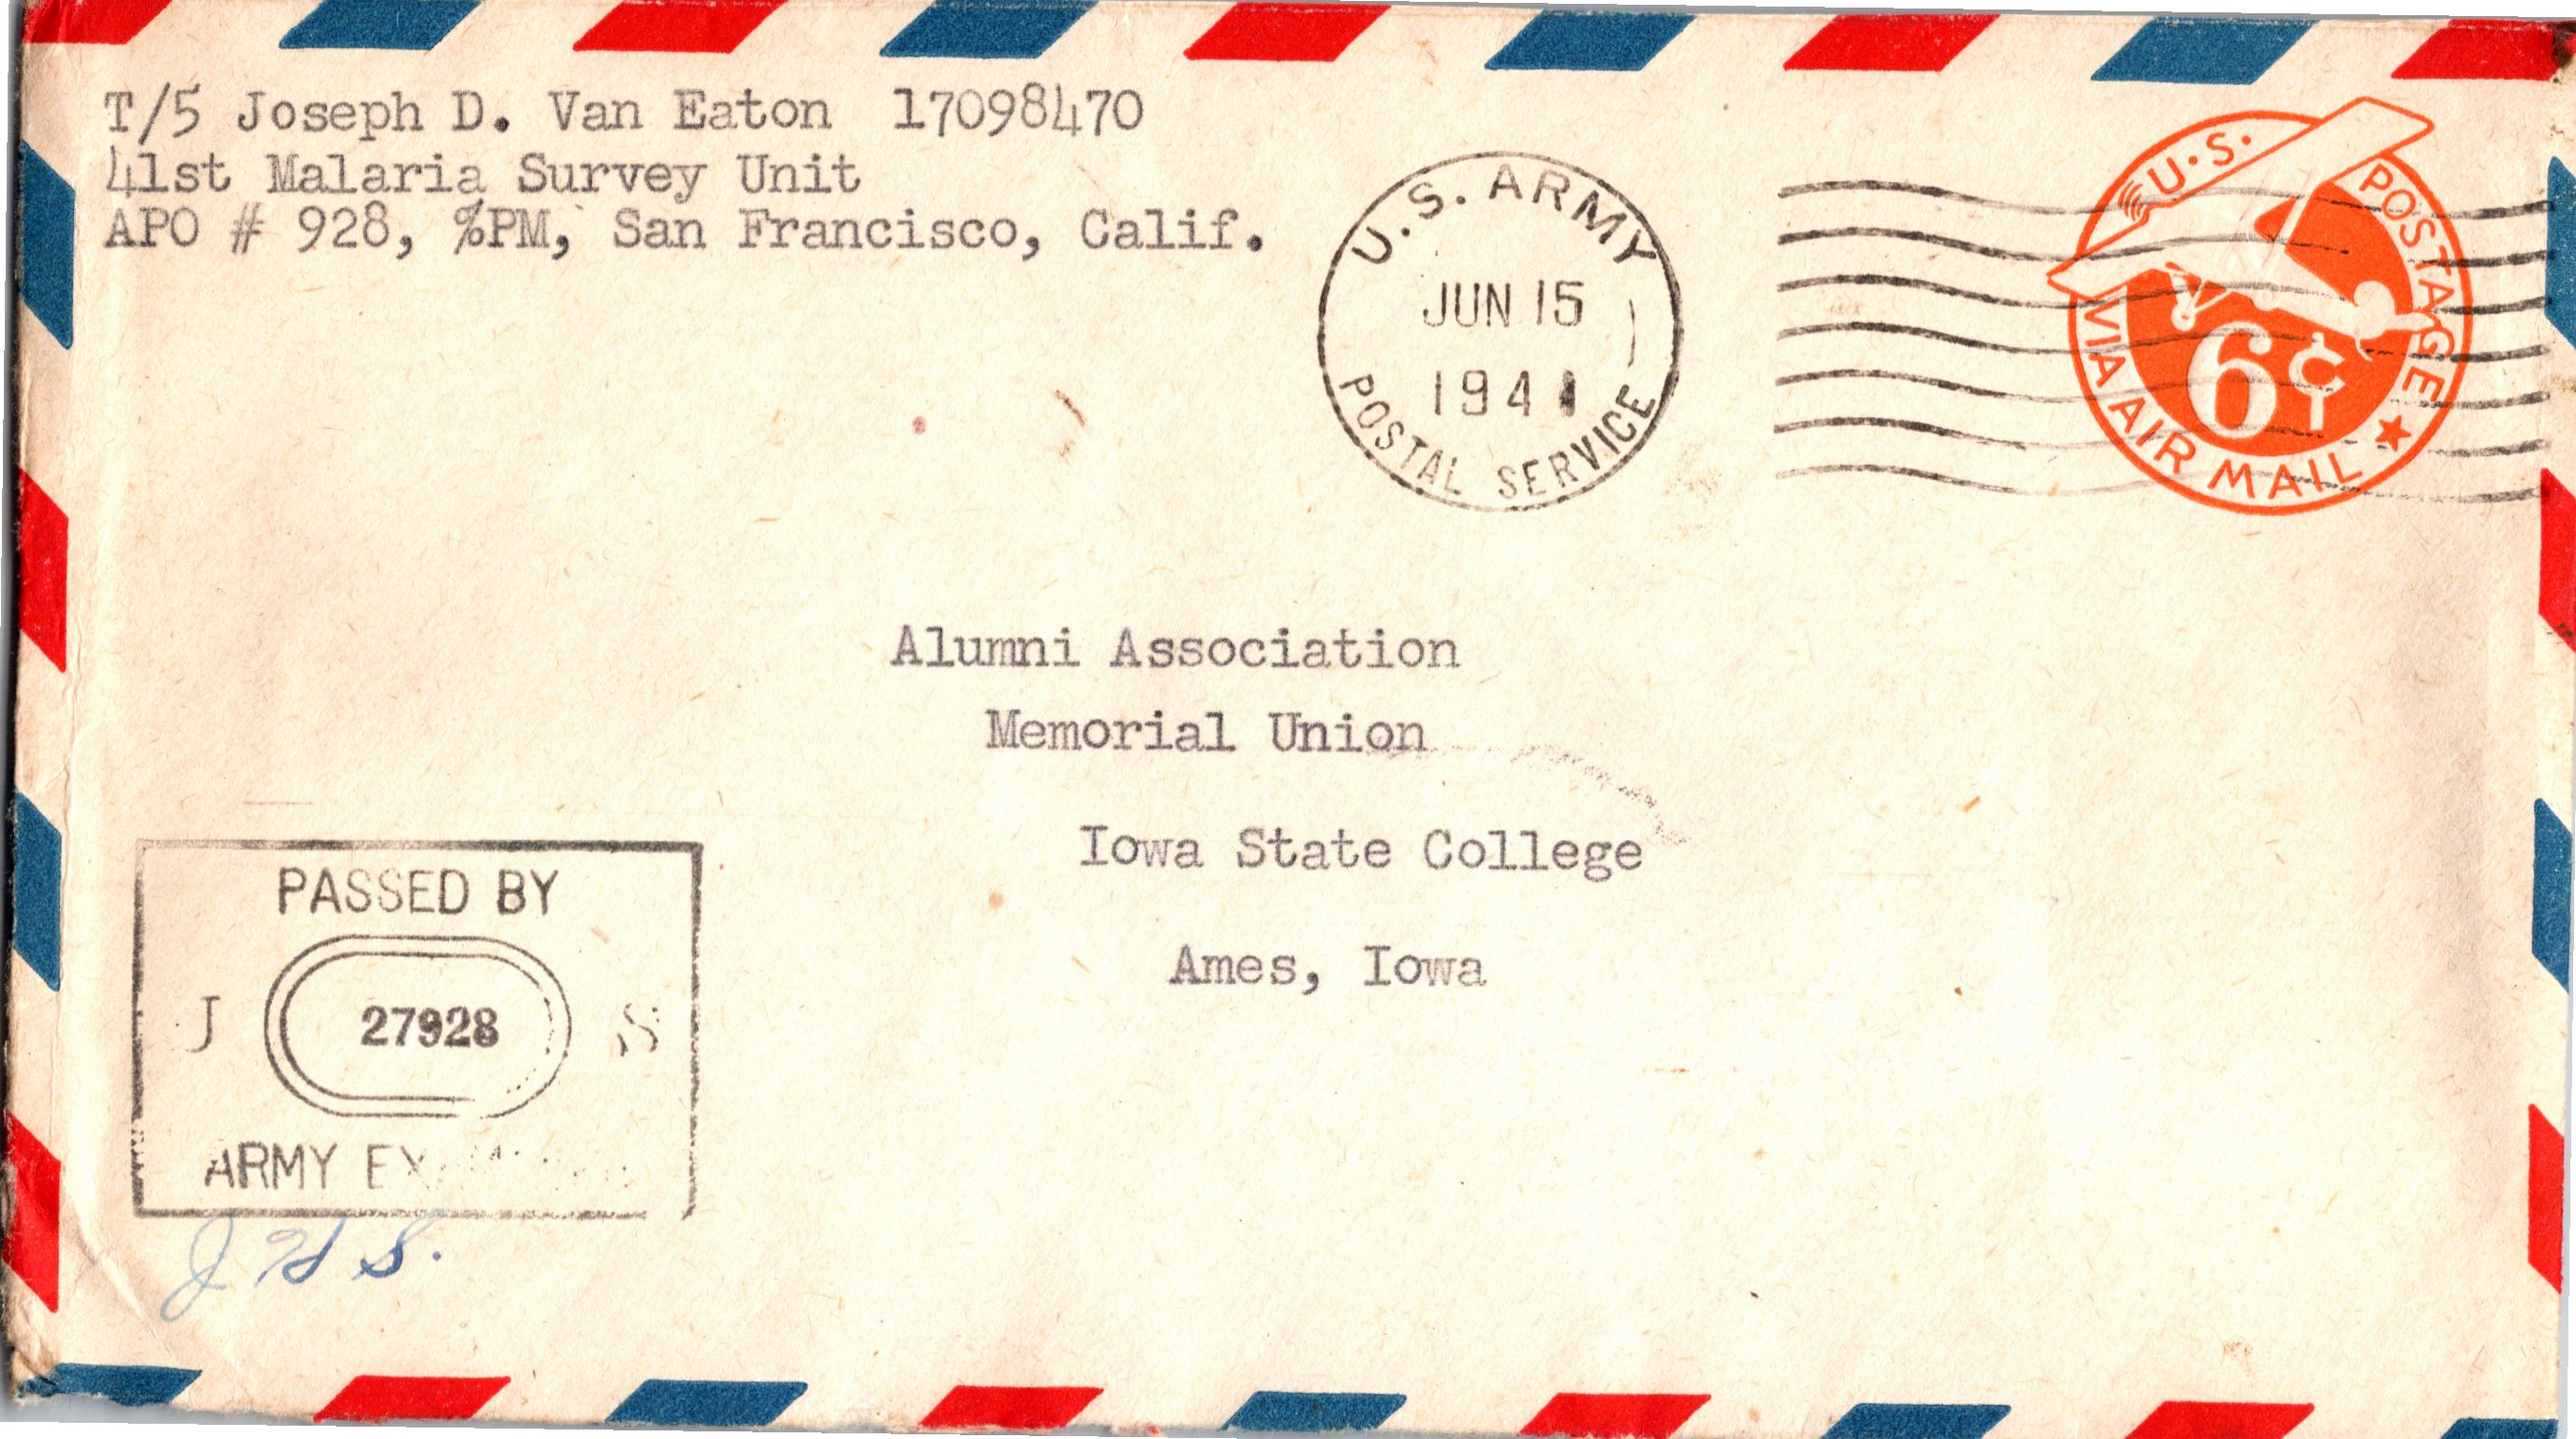 T/5 Joseph D. Van Eaton 17098470
41st Malaria Survey Unit
APO # 928, %PM, San Francisco, Calif.
U.S. ARMY
JUN 15
194
POSTAL SERVICE
U.S. POSTAGE
6¢
VIA AIR MAIL
Alumni Association
Memorial Union
Iowa State College
Ames, Iowa
PASSED BY
J 27928 S
ARMY
J H S.